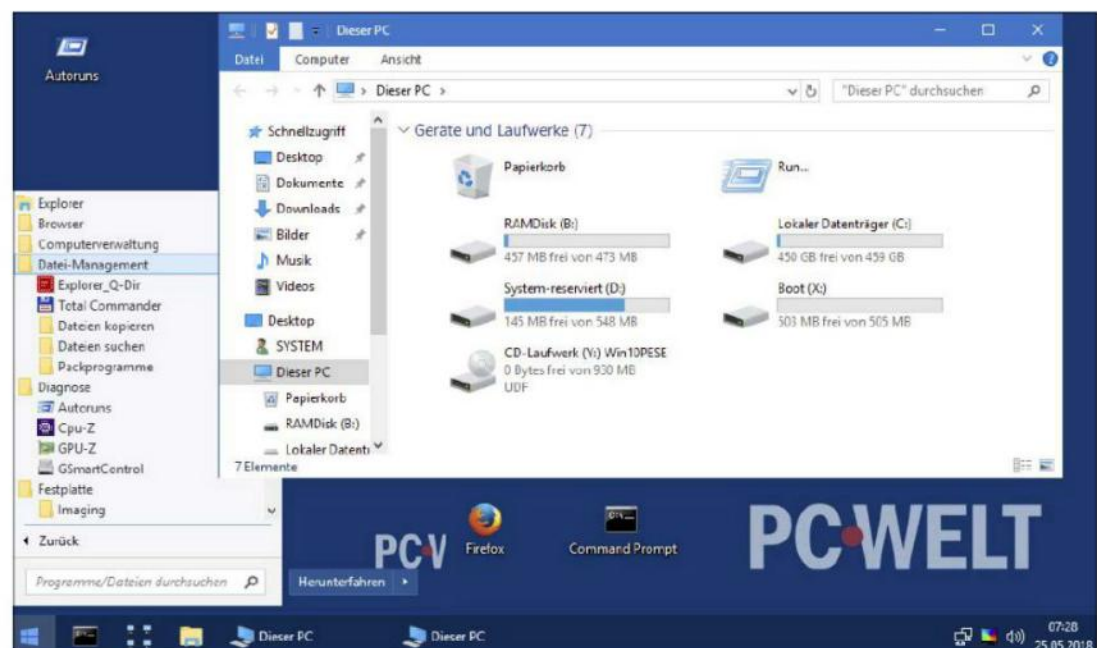 Autoruns
Dieser PC
Datei Computer Ansicht
Dieser PC
"Dieser PC" durchsuchen
Schnellzugriff
Desktop
Dokumente
Downloads
Bilder
Musik
Videos
Desktop
SYSTEM
Dieser PC
Papierkorb
RAMDisk (B:)
Lokaler Datentr
7 Elemente
Geräte und Laufwerke (7)
Papierkorb
Run...
RAMDisk (B:)
457 MB frei von 473 MB
Lokaler Datenträger (C:)
450 GB frei von 459 GB
System-reserviert (D:)
145 MB frei von 548 MB
Boot (X:)
503 MB frei von 505 MB
CD-Laufwerk (Y:) Win10PESE
0 Bytes frei von 930 MB
UDF
Explorer
Browser
Computerverwaltung
Datei-Management
Explorer_Q-Dir
Total Commander
Dateien kopieren
Dateien suchen
Packprogramme
Diagnose
Autoruns
Cpu-Z
GPU-Z
GSmartControl
Festplatte
Imaging
Zurück
Programme/Dateien durchsuchen
Herunterfahren
Firefox
Command Prompt
PC WELT
Dieser PC
Dieser PC
07:28
25.05.2018